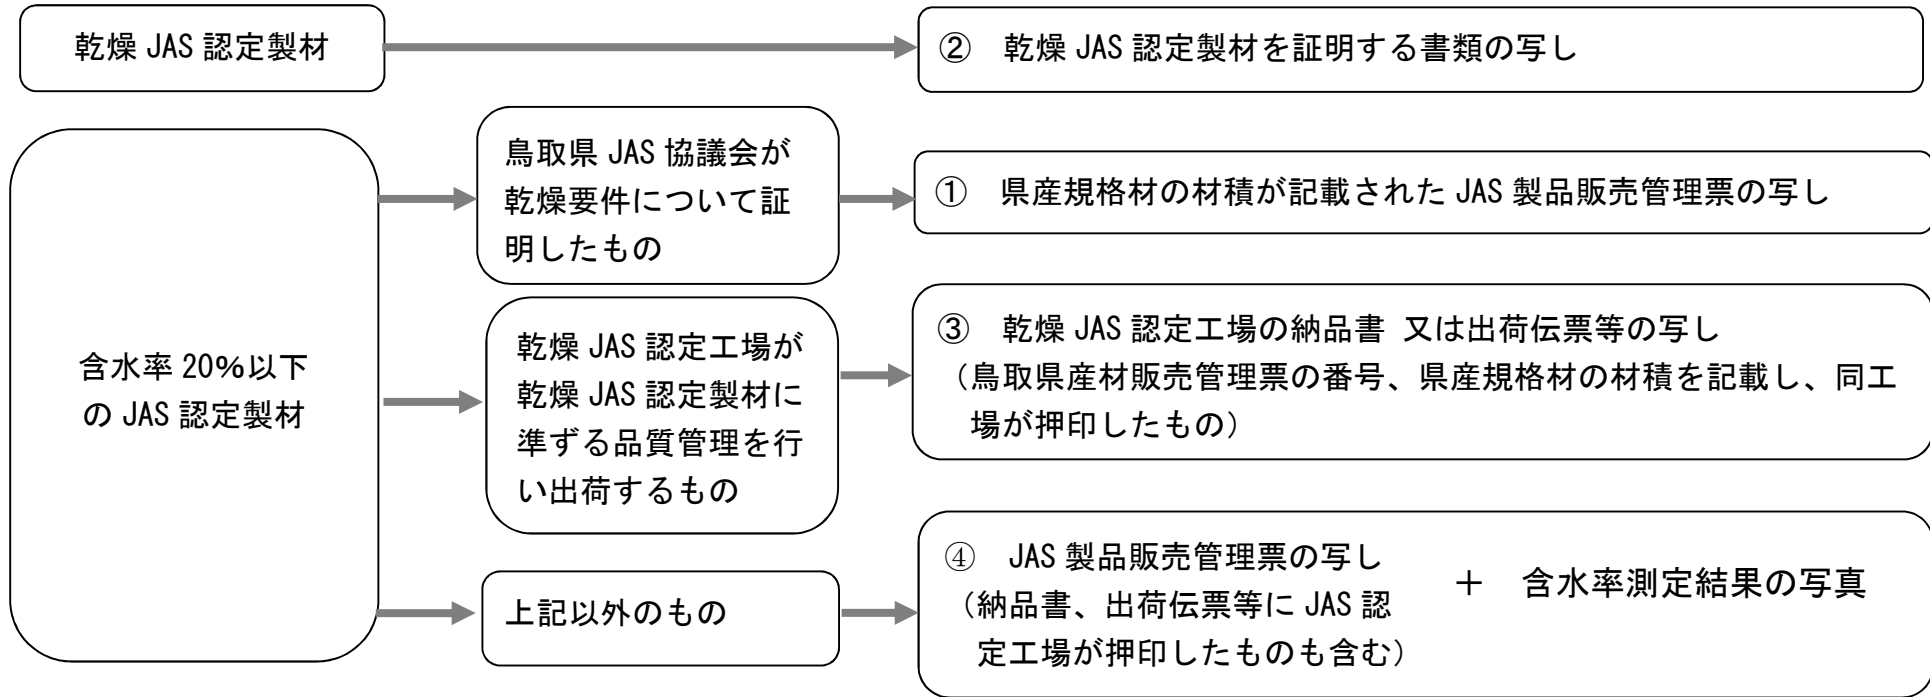 乾燥 JAS 認定製材
② 乾燥 JAS 認定製材を証明する書類の写し
含水率 20%以下
の JAS 認定製材
鳥取県 JAS 協議会が
乾燥要件について証
明したもの
① 県産規格材の材積が記載された JAS 製品販売管理票の写し
乾燥 JAS 認定工場が
乾燥 JAS 認定製材に
準ずる品質管理を行
い出荷するもの
③ 乾燥 JAS 認定工場の納品書 又は出荷伝票等の写し
（鳥取県産材販売管理票の番号、県産規格材の材積を記載し、同工
場が押印したもの）
上記以外のもの
④ JAS 製品販売管理票の写し
（納品書、出荷伝票等に JAS 認
定工場が押印したものも含む）
＋ 含水率測定結果の写真